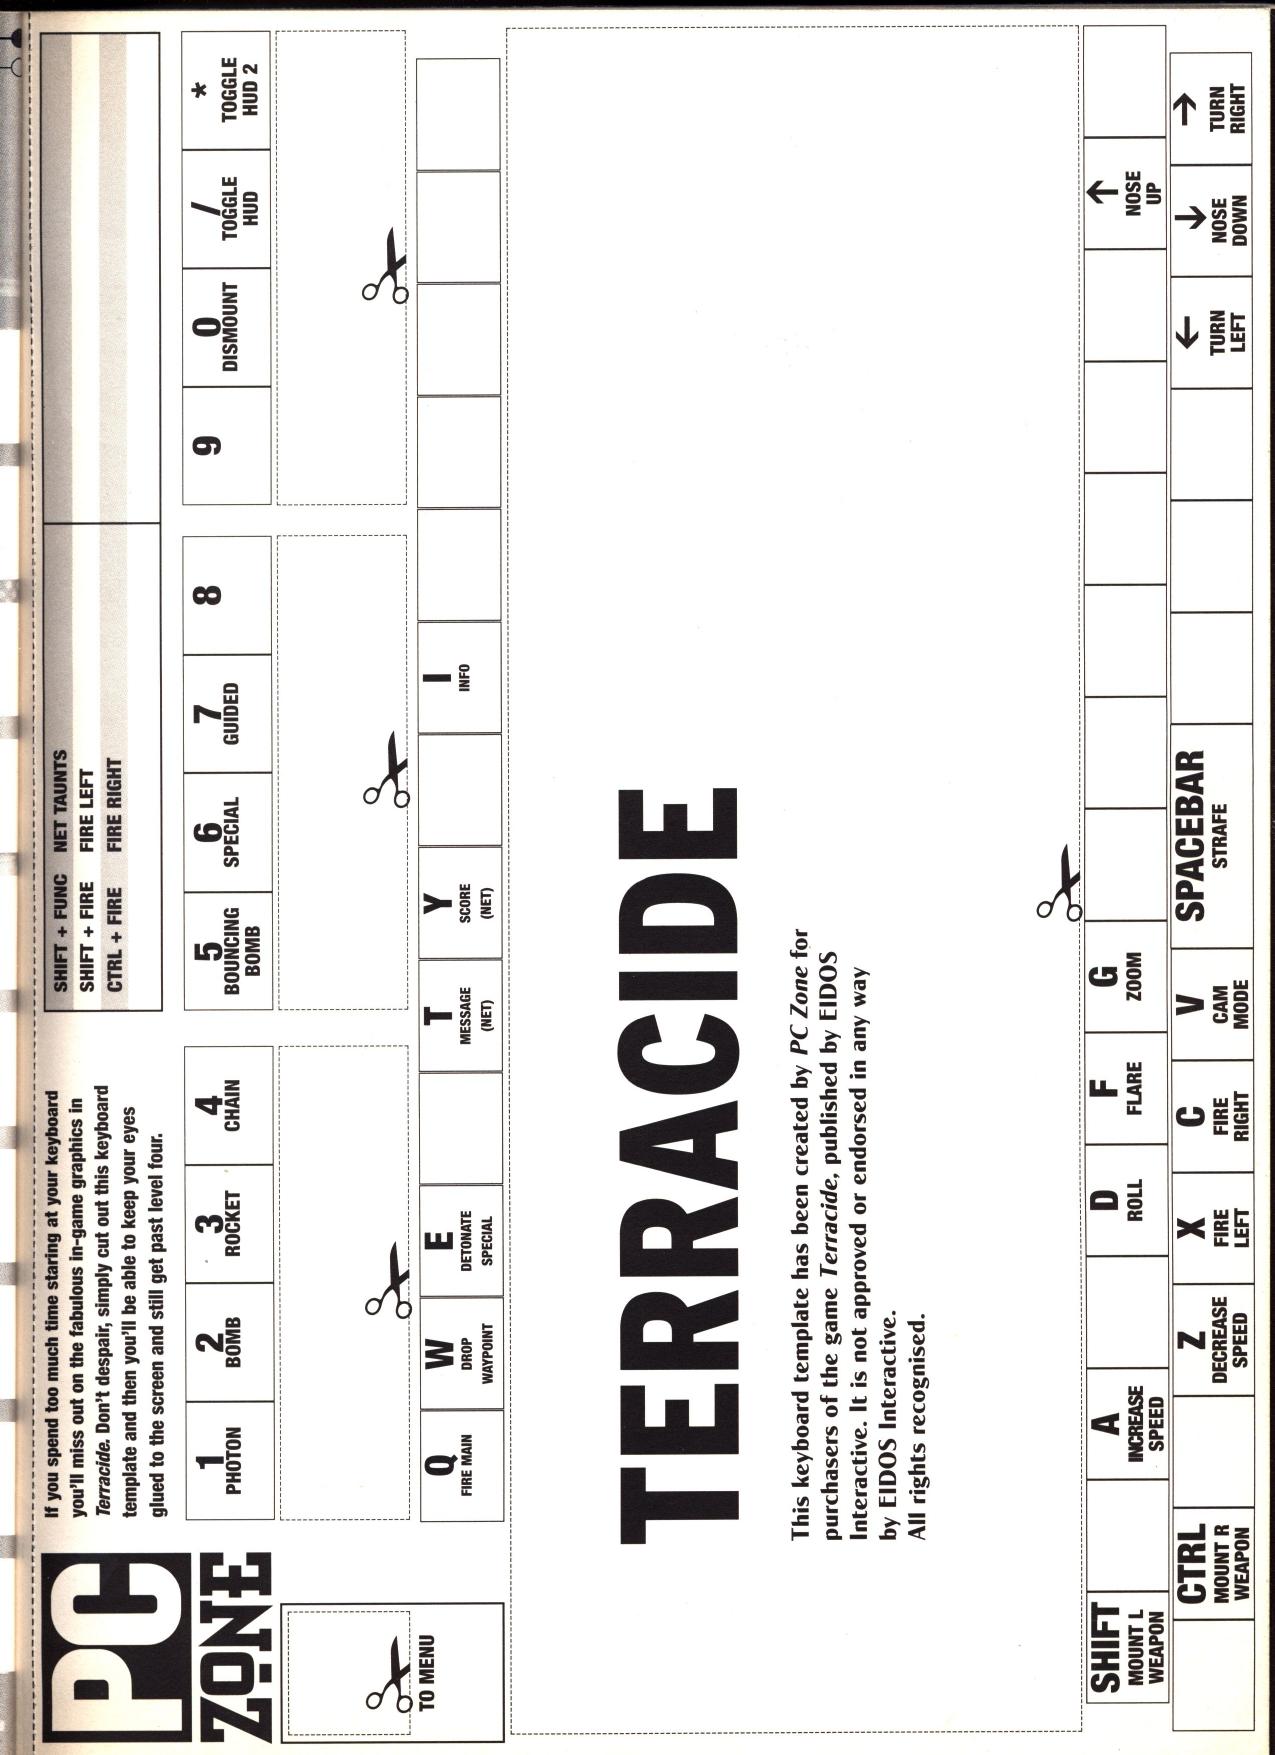 PC
ZONE
If you spend too much time staring at your keyboard
you'll miss out on the fabulous in-game graphics in
Terracide. Don't despair, simply cut out this keyboard
template and then you'll be able to keep your eyes
glued to the screen and still get past level four.
SHIFT + FUNC NET TAUNTS
SHIFT + FIRE FIRE LEFT
CTRL + FIRE FIRE RIGHT
1
PHOTON
2
BOMB
3
ROCKET
4
CHAIN
5
BOUNCING
BOMB
6
SPECIAL
7
GUIDED
8
9
0
DISMOUNT
/
TOGGLE
HUD
*
TOGGLE
HUD 2
TO MENU
Q
FIRE MAIN
W
DROP
WAYPOINT
E
DETONATE
SPECIAL
T
MESSAGE
(NET)
Y
SCORE
(NET)
I
INFO
TERRACIDE
This keyboard template has been created by PC Zone for
purchasers of the game Terracide, published by EIDOS
Interactive. It is not approved or endorsed in any way
by EIDOS Interactive.
All rights recognised.
SHIFT
MOUNT L
WEAPON
A
INCREASE
SPEED
D
ROLL
F
FLARE
G
ZOOM
↑
NOSE
UP
CTRL
MOUNT R
WEAPON
Z
DECREASE
SPEED
X
FIRE
LEFT
C
FIRE
RIGHT
V
CAM
MODE
SPACEBAR
STRAFE
←
TURN
LEFT
↓
NOSE
DOWN
→
TURN
RIGHT